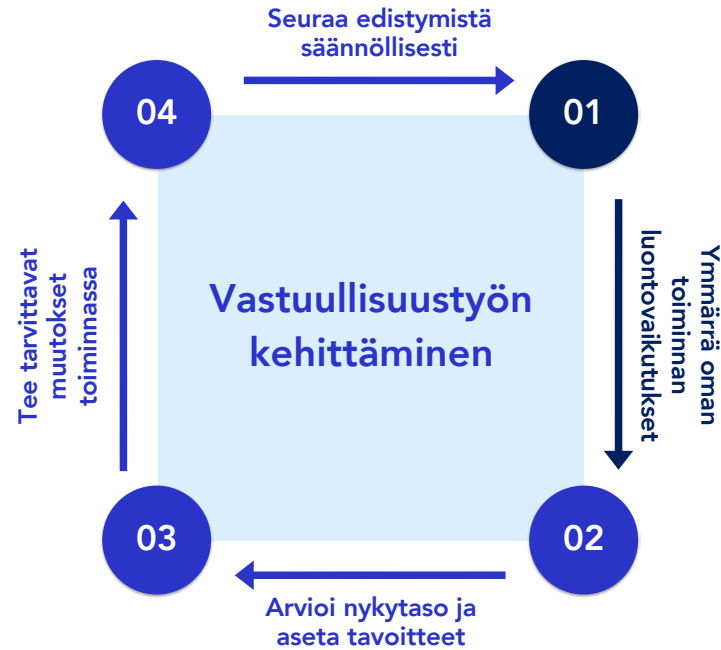 Seuraa edistymistä
säännöllisesti
04
01
Ymmärrä oman
toiminnan
luontovaikutukset
Tee tarvittavat
muutokset
toiminnassa
Vastuullisuustyön
kehittäminen
03
02
Arvioi nykytaso ja
aseta tavoitteet